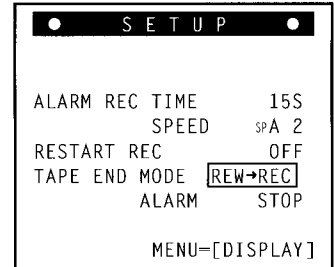 ● SETUP ●
ALARM REC TIME 15S
SPEED SPA 2
RESTART REC OFF
TAPE END MODE REW→REC
ALARM STOP
MENU=[DISPLAY]